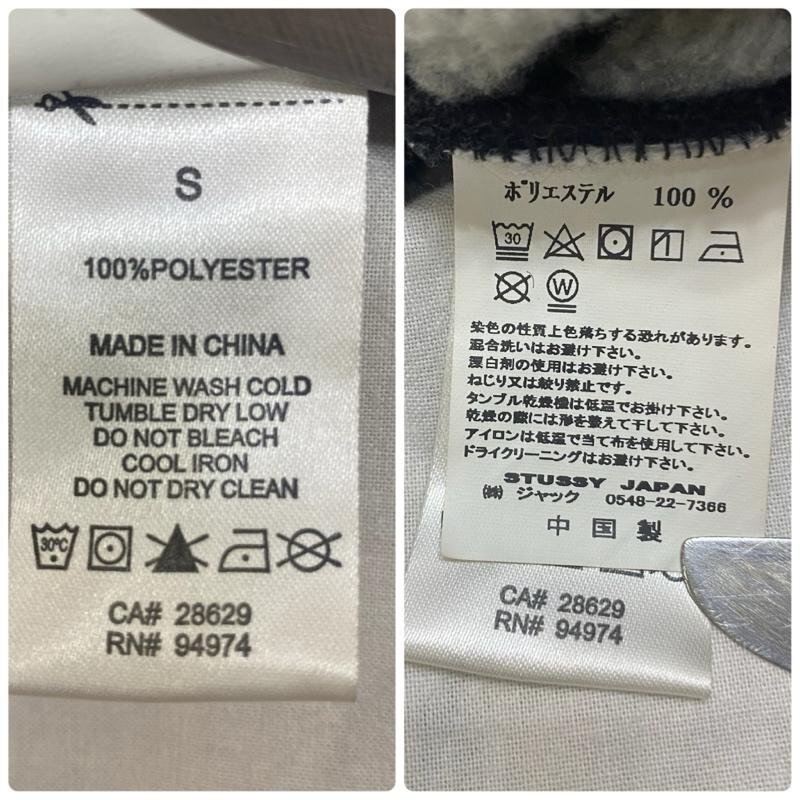 S
100%POLYESTER
MADE IN CHINA
MACHINE WASH COLD
TUMBLE DRY LOW
DO NOT BLEACH
COOL IRON
DO NOT DRY CLEAN
30℃
CA# 28629
RN# 94974
ポリエステル 100 %
30
W
染色の性質上色落ちする恐れがあります。
混合洗いはお避け下さい。
漂白剤の使用はお避け下さい。
ねじり又は絞り禁止です。
タンブル乾燥機は低温でお掛け下さい。
乾燥の際には形を整えて干して下さい。
アイロンは低温で当て布を使用して下さい。
ドライクリーニングはお避け下さい。
STUSSY JAPAN
㈱ ジャック 0548-22-7366
中国製
CA# 28629
RN# 94974